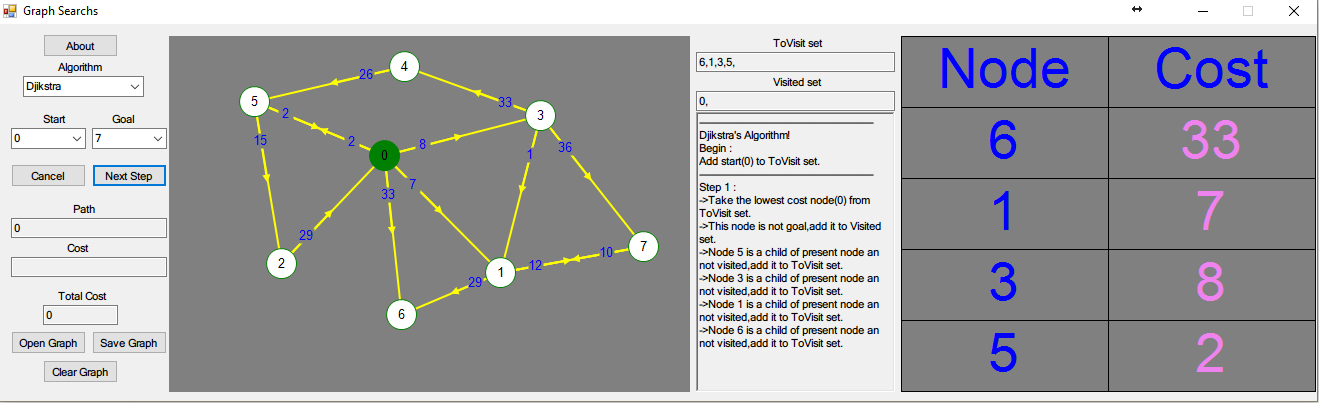 Graph Searchs
About
Algorithm
Djikstra
Start Goal
0 7
Cancel Next Step
Path
0
Cost
Total Cost
0
Open Graph Save Graph
Clear Graph
4
26
5
33
3
2
2
8
1
36
15
0
33
7
29
2
12
10
7
1
29
6
ToVisit set
6,1,3,5,
Visited set
0,
Djikstra's Algorithm!
Begin :
Add start(0) to ToVisit set.
Step 1 :
->Take the lowest cost node(0) from
ToVisit set.
->This node is not goal,add it to Visited
set.
->Node 5 is a child of present node an
not visited,add it to ToVisit set.
->Node 3 is a child of present node an
not visited,add it to ToVisit set.
->Node 1 is a child of present node an
not visited,add it to ToVisit set.
->Node 6 is a child of present node an
not visited,add it to ToVisit set.
Node Cost
6 33
1 7
3 8
5 2